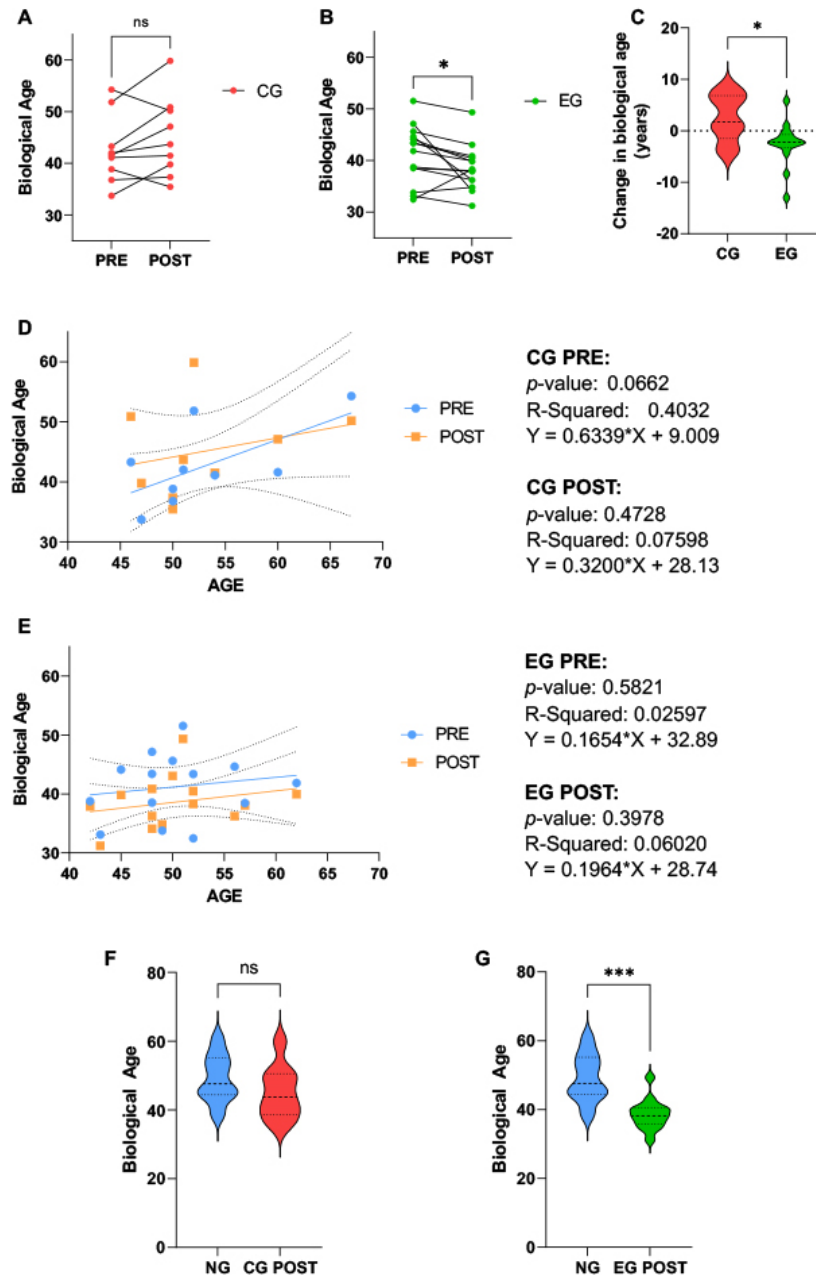 A
ns
Biological Age
60
50
40
30
PRE
POST
CG
B
*
Biological Age
60
50
40
30
PRE
POST
EG
C
*
Change in biological age
(years)
20
10
0
-10
-20
CG
EG
D
Biological Age
60
50
40
30
40
45
50
55
60
65
70
AGE
PRE
POST
CG PRE:
p-value: 0.0662
R-Squared: 0.4032
Y = 0.6339*X + 9.009
CG POST:
p-value: 0.4728
R-Squared: 0.07598
Y = 0.3200*X + 28.13
E
Biological Age
60
50
40
30
40
45
50
55
60
65
70
AGE
PRE
POST
EG PRE:
p-value: 0.5821
R-Squared: 0.02597
Y = 0.1654*X + 32.89
EG POST:
p-value: 0.3978
R-Squared: 0.06020
Y = 0.1964*X + 28.74
F
ns
Biological Age
80
60
40
20
0
NG
CG POST
G
***
Biological Age
80
60
40
20
0
NG
EG POST